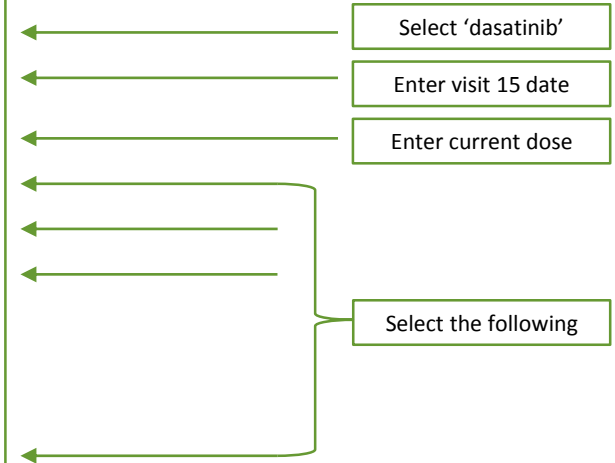 Select ‘dasatinib’
Enter visit 15 date
Enter current dose
Select the following